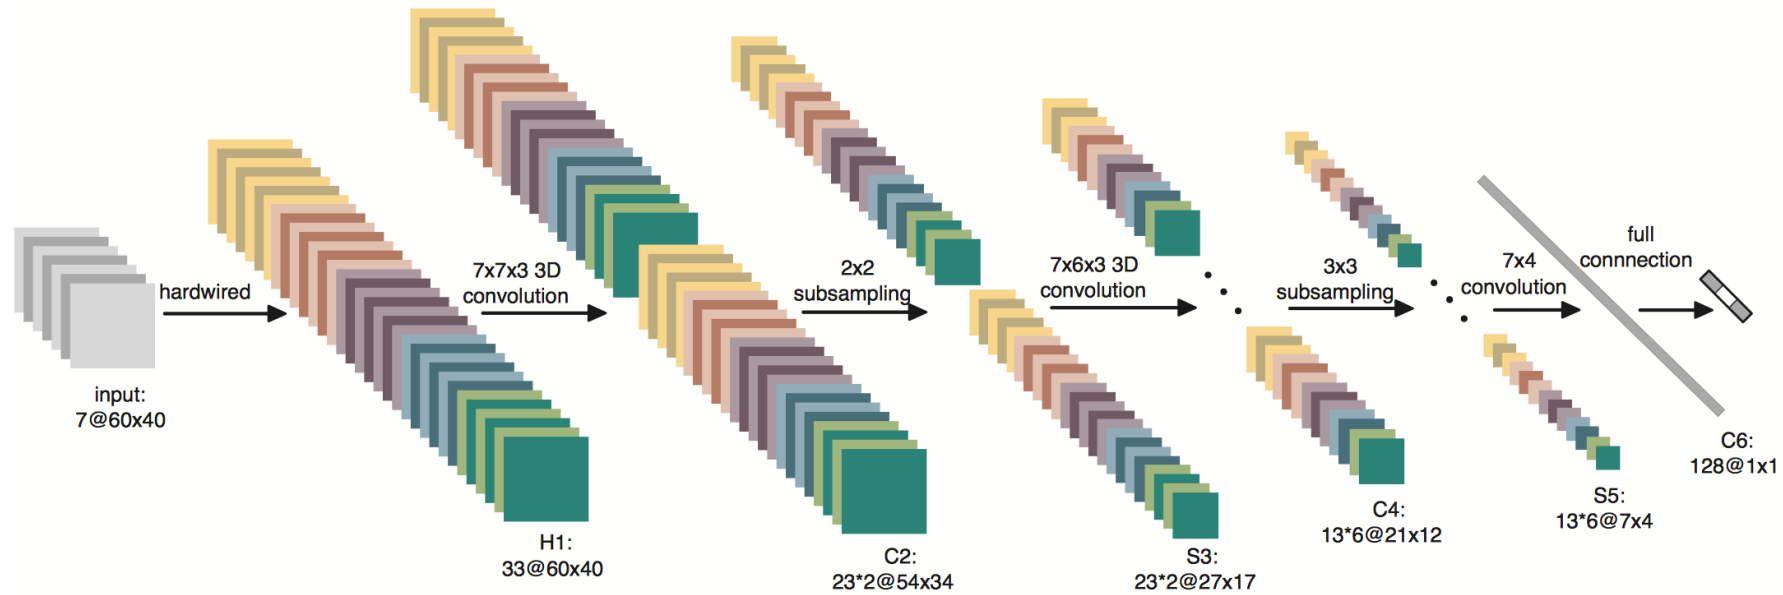 input:
7@60x40
hardwired
H1:
33@60x40
7x7x3 3D
convolution
C2:
23*2@54x34
2x2
subsampling
S3:
23*2@27x17
7x6x3 3D
convolution
C4:
13*6@21x12
3x3
subsampling
S5:
13*6@7x4
7x4
convolution
C6:
128@1x1
full
connnection